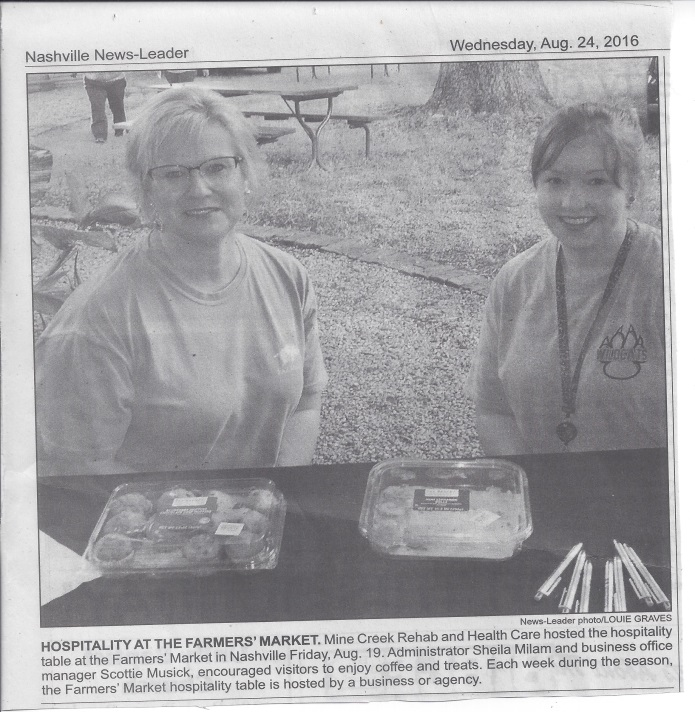 Nashville News-Leader
Wednesday, Aug. 24, 2016
News-Leader photo/LOUIE GRAVES
HOSPITALITY AT THE FARMERS' MARKET. Mine Creek Rehab and Health Care hosted the hospitality
table at the Farmers' Market in Nashville Friday, Aug. 19. Administrator Sheila Milam and business office
manager Scottie Musick, encouraged visitors to enjoy coffee and treats. Each week during the season,
the Farmers' Market hospitality table is hosted by a business or agency.